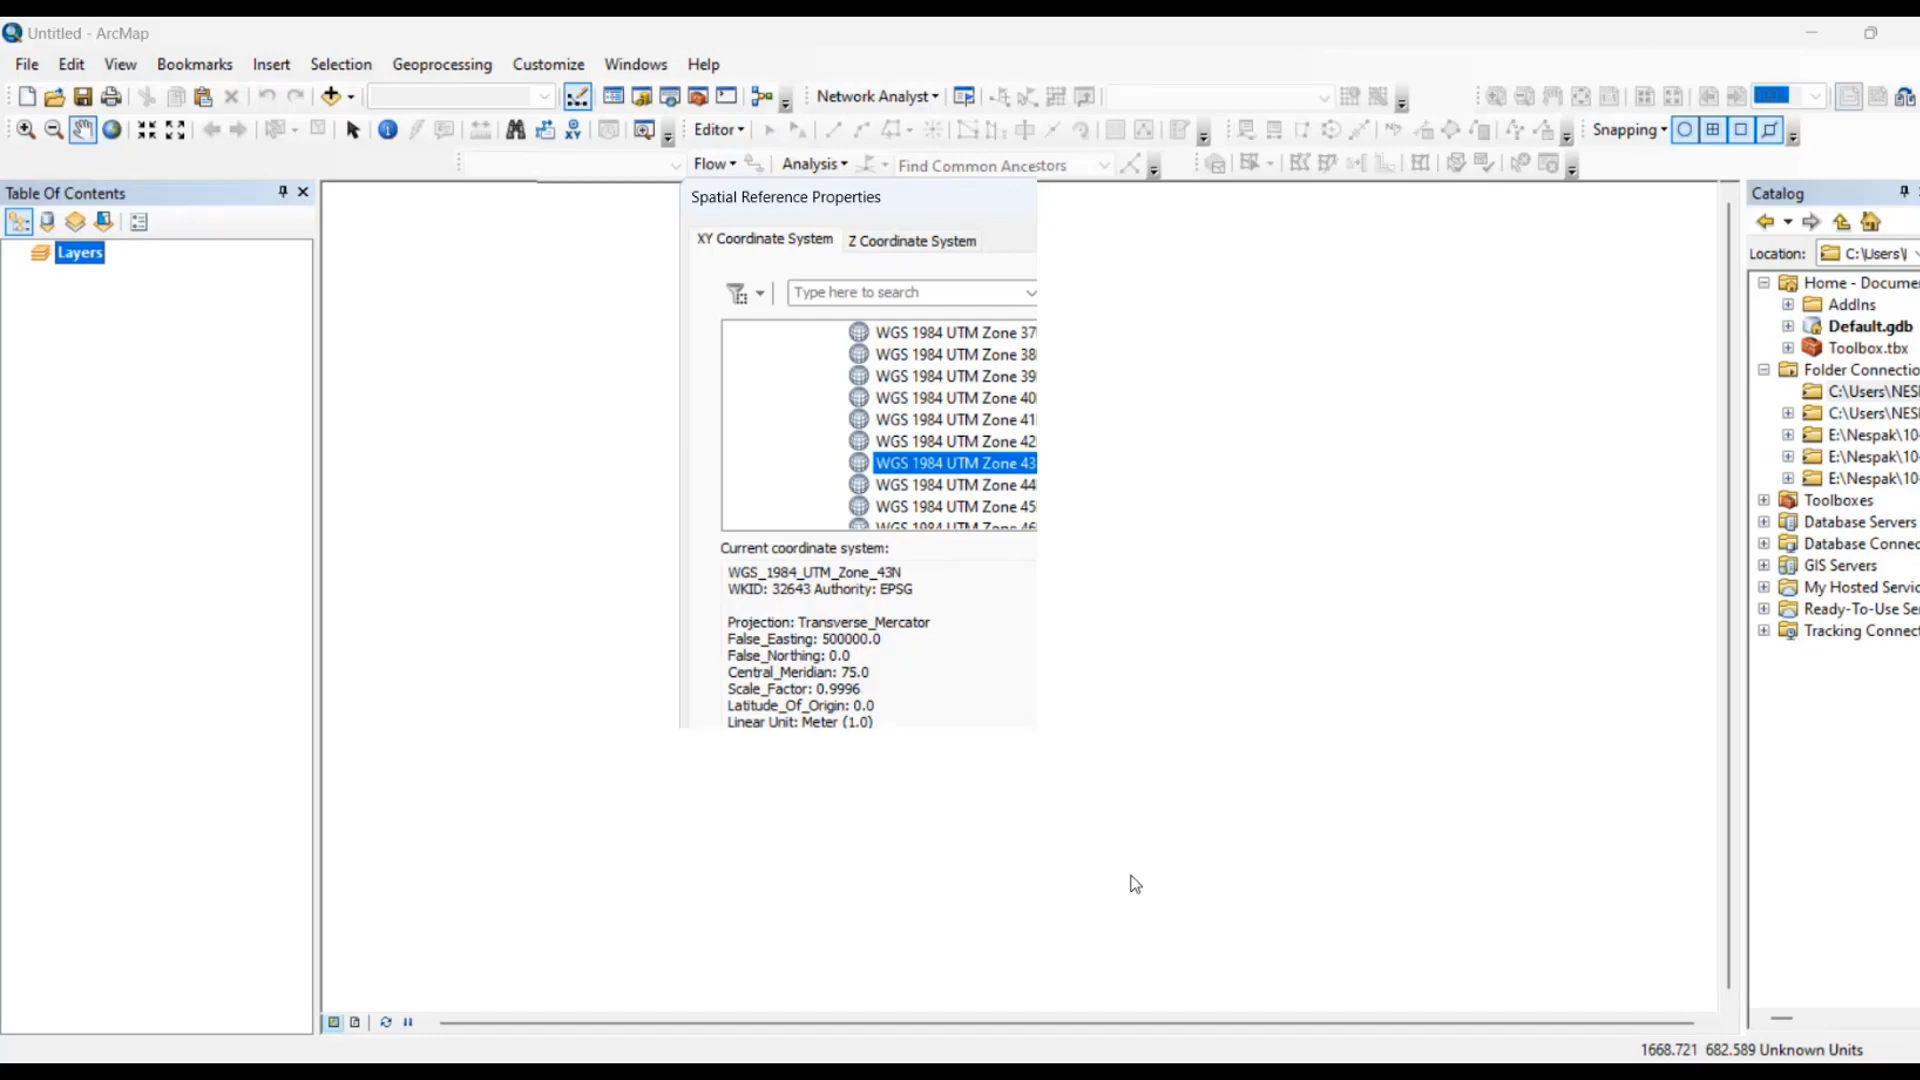 Untitled - ArcMap
File Edit View Bookmarks Insert Selection Geoprocessing Customize Windows Help
Network Analyst
Editor
Snapping
Flow Analysis Find Common Ancestors
Table Of Contents
Layers
Spatial Reference Properties
XY Coordinate System Z Coordinate System
Type here to search
WGS 1984 UTM Zone 37
WGS 1984 UTM Zone 38
WGS 1984 UTM Zone 39
WGS 1984 UTM Zone 40
WGS 1984 UTM Zone 41
WGS 1984 UTM Zone 42
WGS 1984 UTM Zone 43
WGS 1984 UTM Zone 44
WGS 1984 UTM Zone 45
WGS 1984 UTM Zone 46
Current coordinate system:
WGS_1984_UTM_Zone_43N
WKID: 32643 Authority: EPSG
Projection: Transverse_Mercator
False_Easting: 500000.0
False_Northing: 0.0
Central_Meridian: 75.0
Scale_Factor: 0.9996
Latitude_Of_Origin: 0.0
Linear Unit: Meter (1.0)
Catalog
Location: C:\Users\
Home - Docume
AddIns
Default.gdb
Toolbox.tbx
Folder Connectio
C:\Users\NES
C:\Users\NES
E:\Nespak\10-
E:\Nespak\10-
E:\Nespak\10-
Toolboxes
Database Servers
Database Connec
GIS Servers
My Hosted Servic
Ready-To-Use Se
Tracking Connect
1668.721 682.589 Unknown Units